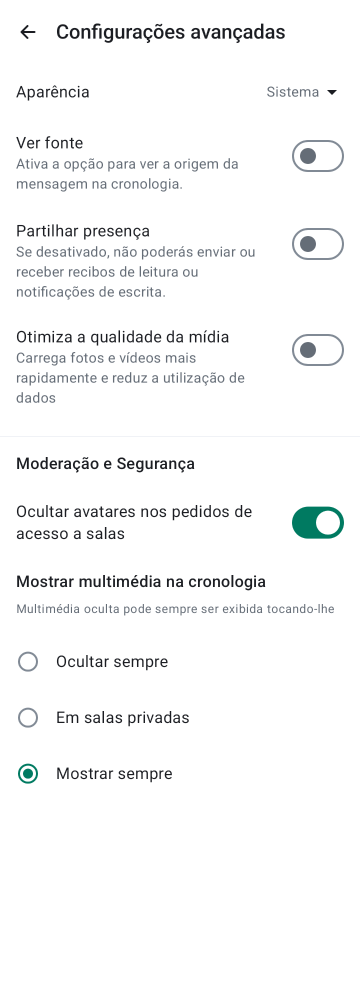 Configurações avançadas
Aparência
Sistema
Ver fonte
Ativa a opção para ver a origem da
mensagem na cronologia.
Partilhar presença
Se desativado, não poderás enviar ou
receber recibos de leitura ou
notificações de escrita.
Otimiza a qualidade da mídia
Carrega fotos e vídeos mais
rapidamente e reduz a utilização de
dados
Moderação e Segurança
Ocultar avatares nos pedidos de
acesso a salas
Mostrar multimédia na cronologia
Multimédia oculta pode sempre ser exibida tocando-lhe
Ocultar sempre
Em salas privadas
Mostrar sempre